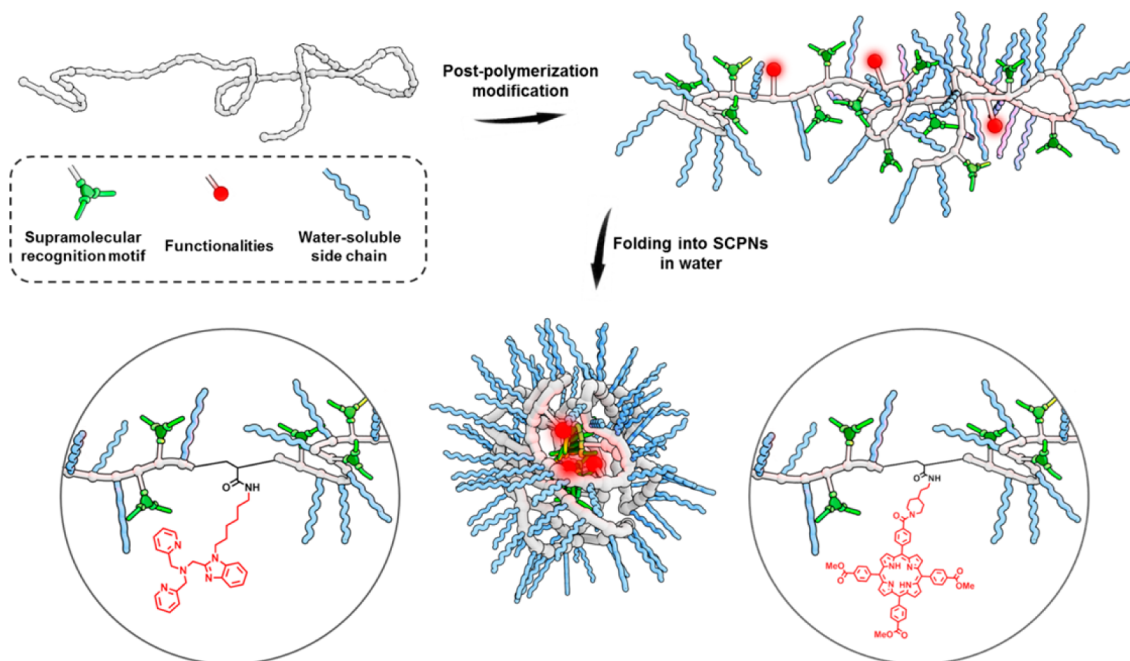 Post-polymerization
modification
Supramolecular
recognition motif
Functionalities
Water-soluble
side chain
Folding into SCPNs
in water
O
NH
N
N
N
N
N
O
NH
N
O
MeO
O
NH
N
N
HN
O
OMe
MeO
O